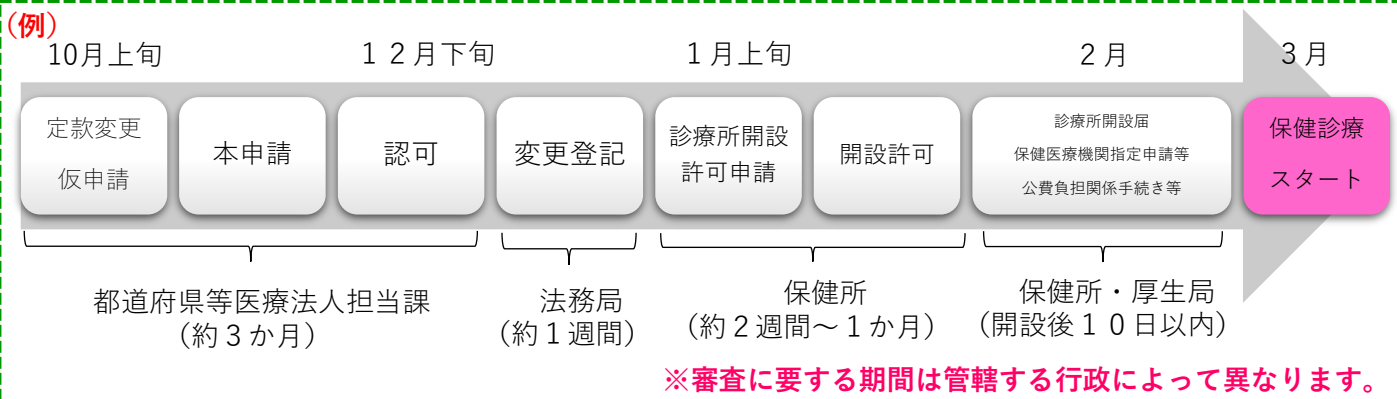 (例)
10月上旬
１２月下旬
１月上旬
２月
３月
定款変更
仮申請
本申請
認可
変更登記
診療所開設
許可申請
開設許可
診療所開設届
保健医療機関指定申請等
公費負担関係手続き等
保健診療
スタート
都道府県等医療法人担当課
(約３か月)
法務局
(約１週間)
保健所
(約２週間～１か月)
保健所・厚生局
(開設後１０日以内)
※審査に要する期間は管轄する行政によって異なります。